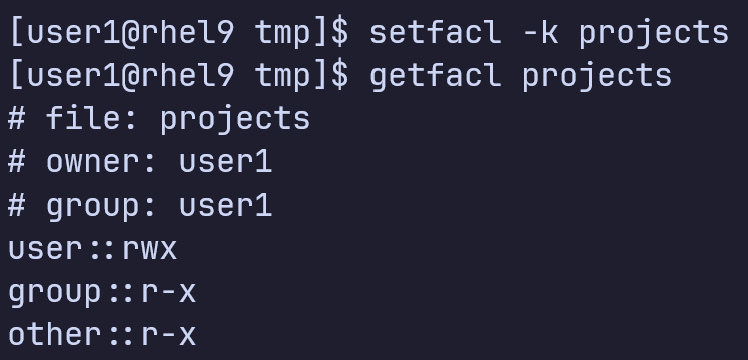 [user1@rhel9 tmp]$ setfacl -k projects
[user1@rhel9 tmp]$ getfacl projects
# file: projects
# owner: user1
# group: user1
user::rwx
group::r-x
other::r-x